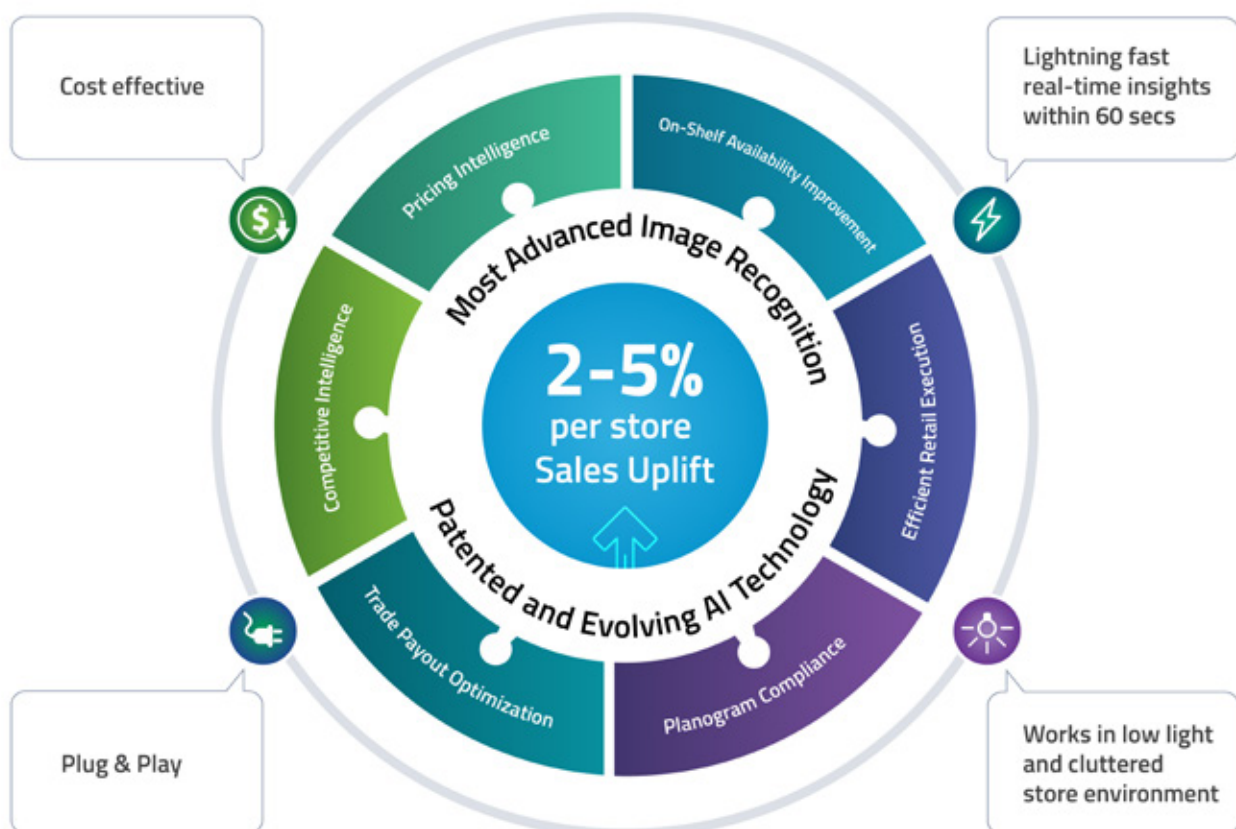 Cost effective
Lightning fast
real-time insights
within 60 secs
Pricing Intelligence
On-Shelf Availability Improvement
Competitive Intelligence
Efficient Retail Execution
Trade Payout Optimization
Planogram Compliance
Most Advanced Image Recognition
2-5%
per store
Sales Uplift
Patented and Evolving AI Technology
$
Plug & Play
Works in low light
and cluttered
store environment